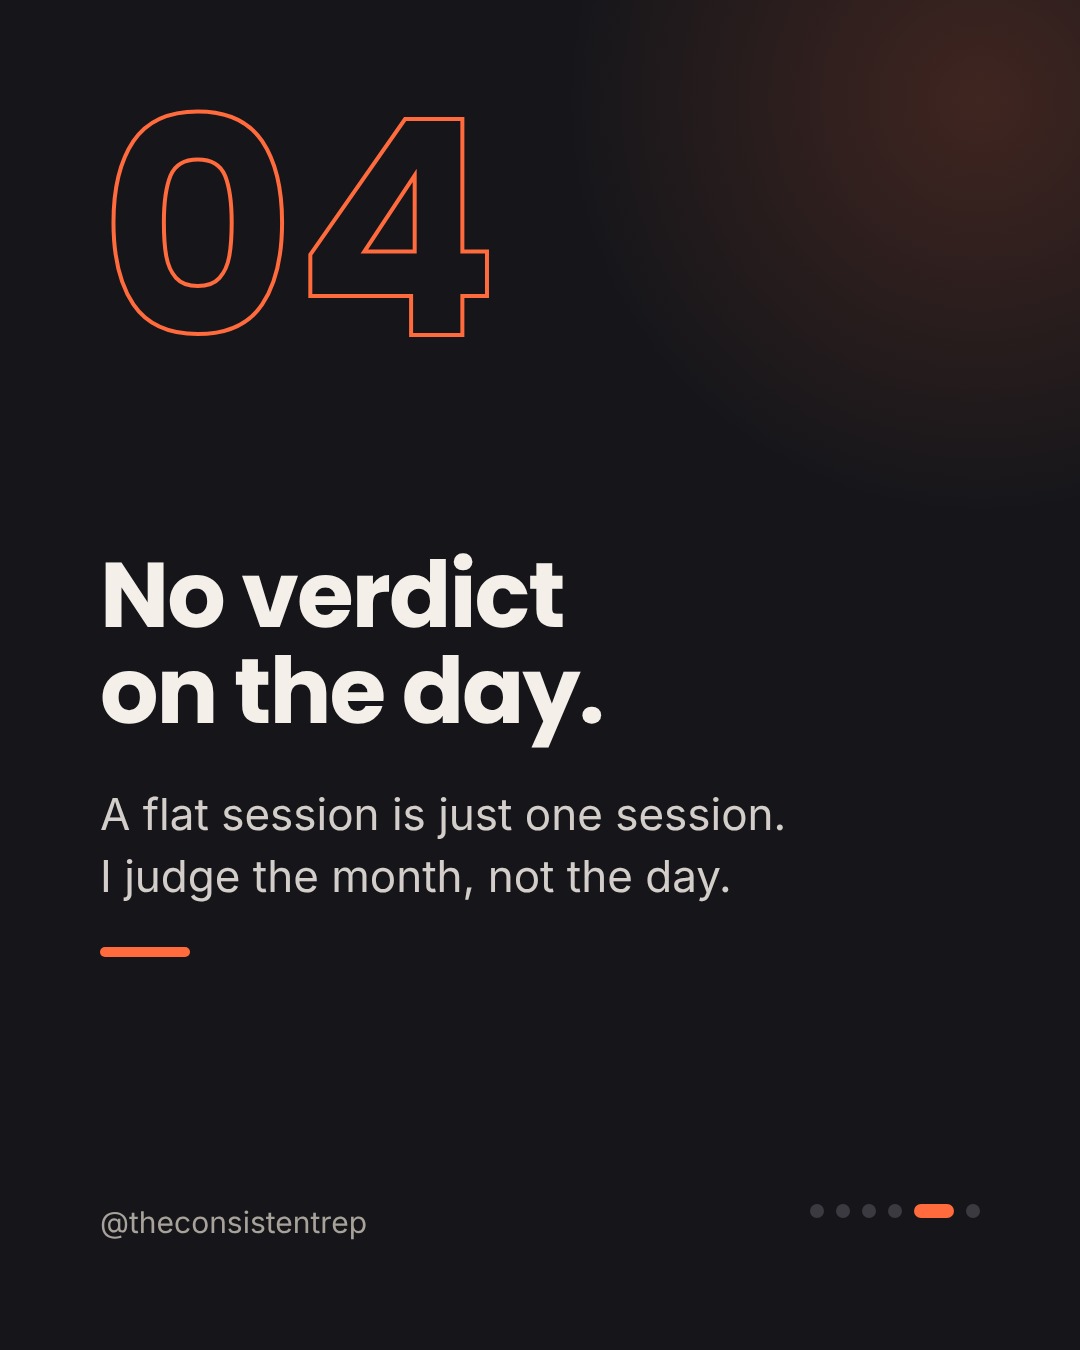 04
No verdict
on the day.
A flat session is just one session.
I judge the month, not the day.
@theconsistentrep